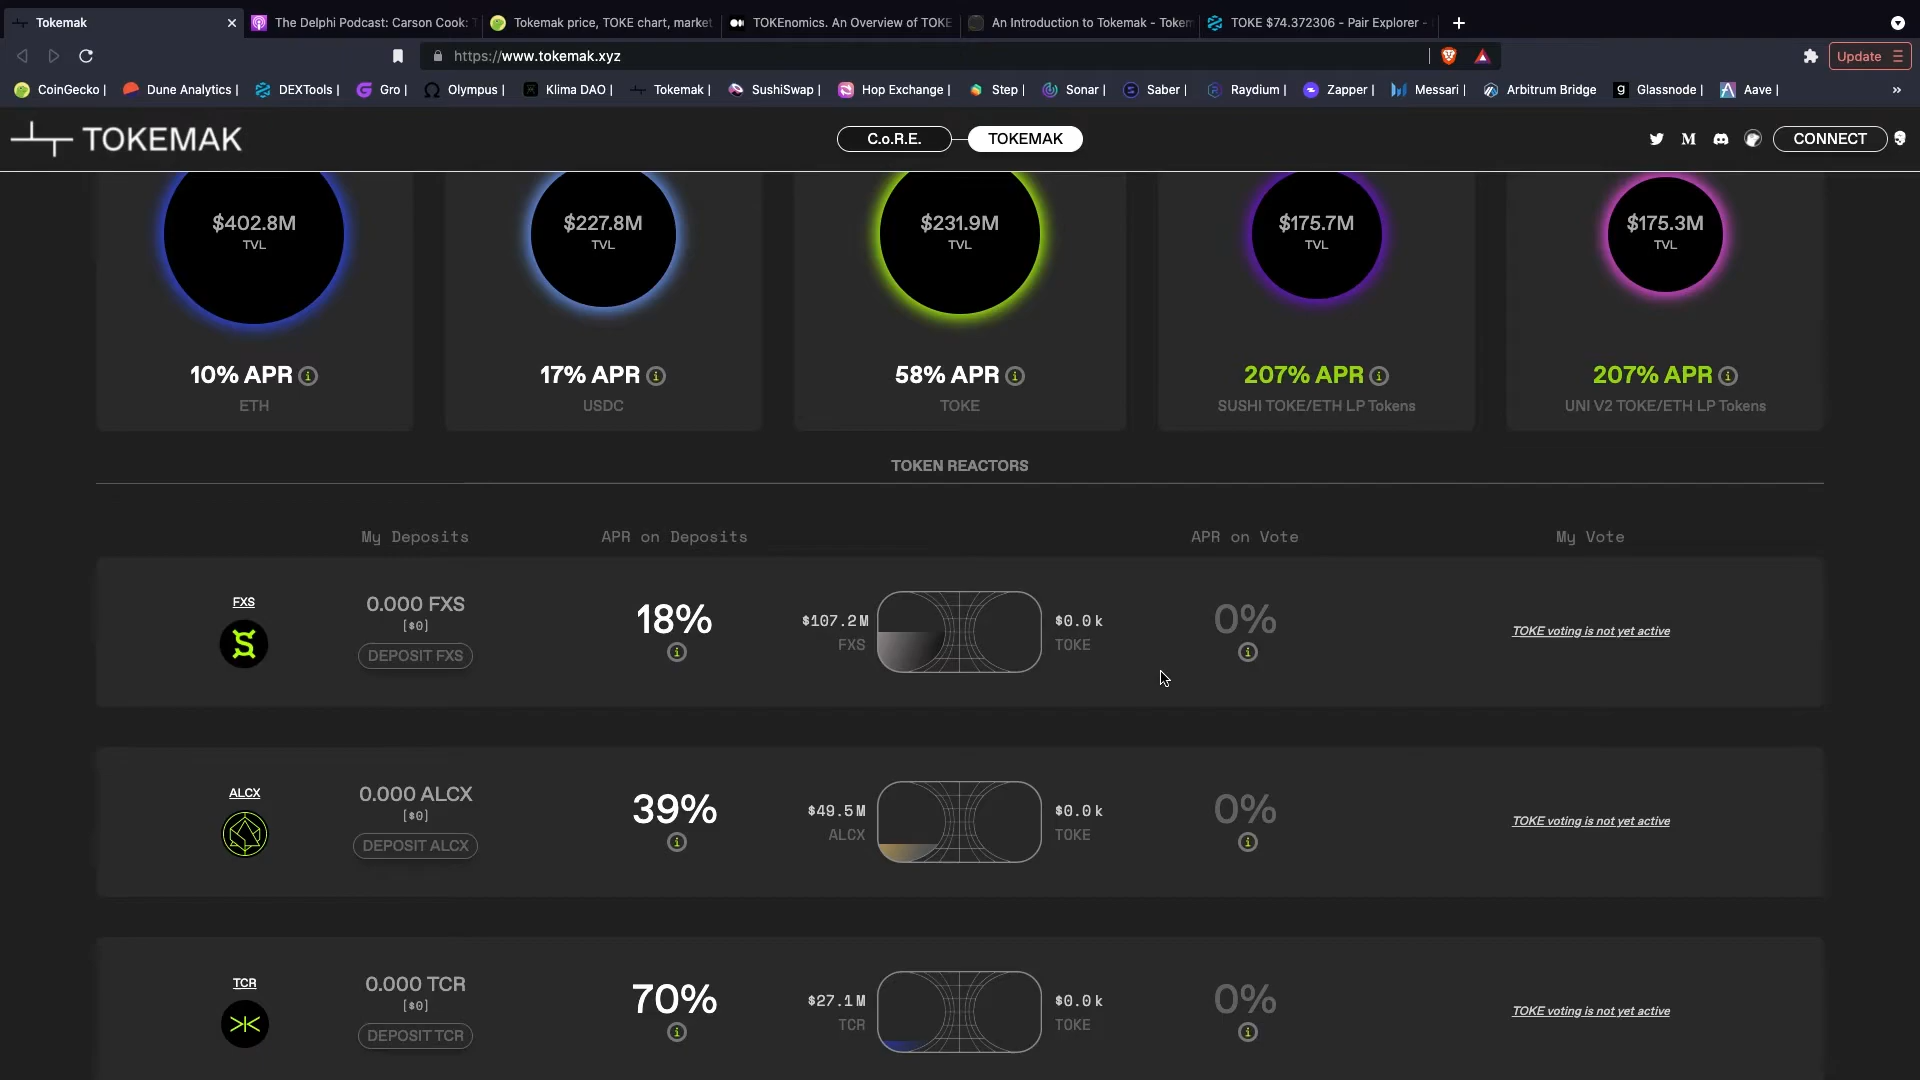 Tokemak
The Delphi Podcast: Carson Cook:
Tokemak price, TOKE chart, market
TOKEnomics. An Overview of TOKE
An Introduction to Tokemak - Token
TOKE $74.372306 - Pair Explorer -
https://www.tokemak.xyz
Update
CoinGecko |
Dune Analytics |
DEXTools |
Gro |
Olympus |
Klima DAO |
Tokemak |
SushiSwap |
Hop Exchange |
Step |
Sonar |
Saber |
Raydium |
Zapper |
Messari |
Arbitrum Bridge
Glassnode |
Aave |
»
TOKEMAK
C.o.R.E.
TOKEMAK
CONNECT
$402.8M
TVL
$227.8M
TVL
$231.9M
TVL
$175.7M
TVL
$175.3M
TVL
10% APR
ETH
17% APR
USDC
58% APR
TOKE
207% APR
SUSHI TOKE/ETH LP Tokens
207% APR
UNI V2 TOKE/ETH LP Tokens
TOKEN REACTORS
My Deposits
APR on Deposits
APR on Vote
My Vote
FXS
0.000 FXS
[$0]
DEPOSIT FXS
18%
$107.2M
FXS
$0.0k
TOKE
0%
TOKE voting is not yet active
ALCX
0.000 ALCX
[$0]
DEPOSIT ALCX
39%
$49.5M
ALCX
$0.0k
TOKE
0%
TOKE voting is not yet active
TCR
0.000 TCR
[$0]
DEPOSIT TCR
70%
$27.1M
TCR
$0.0k
TOKE
0%
TOKE voting is not yet active